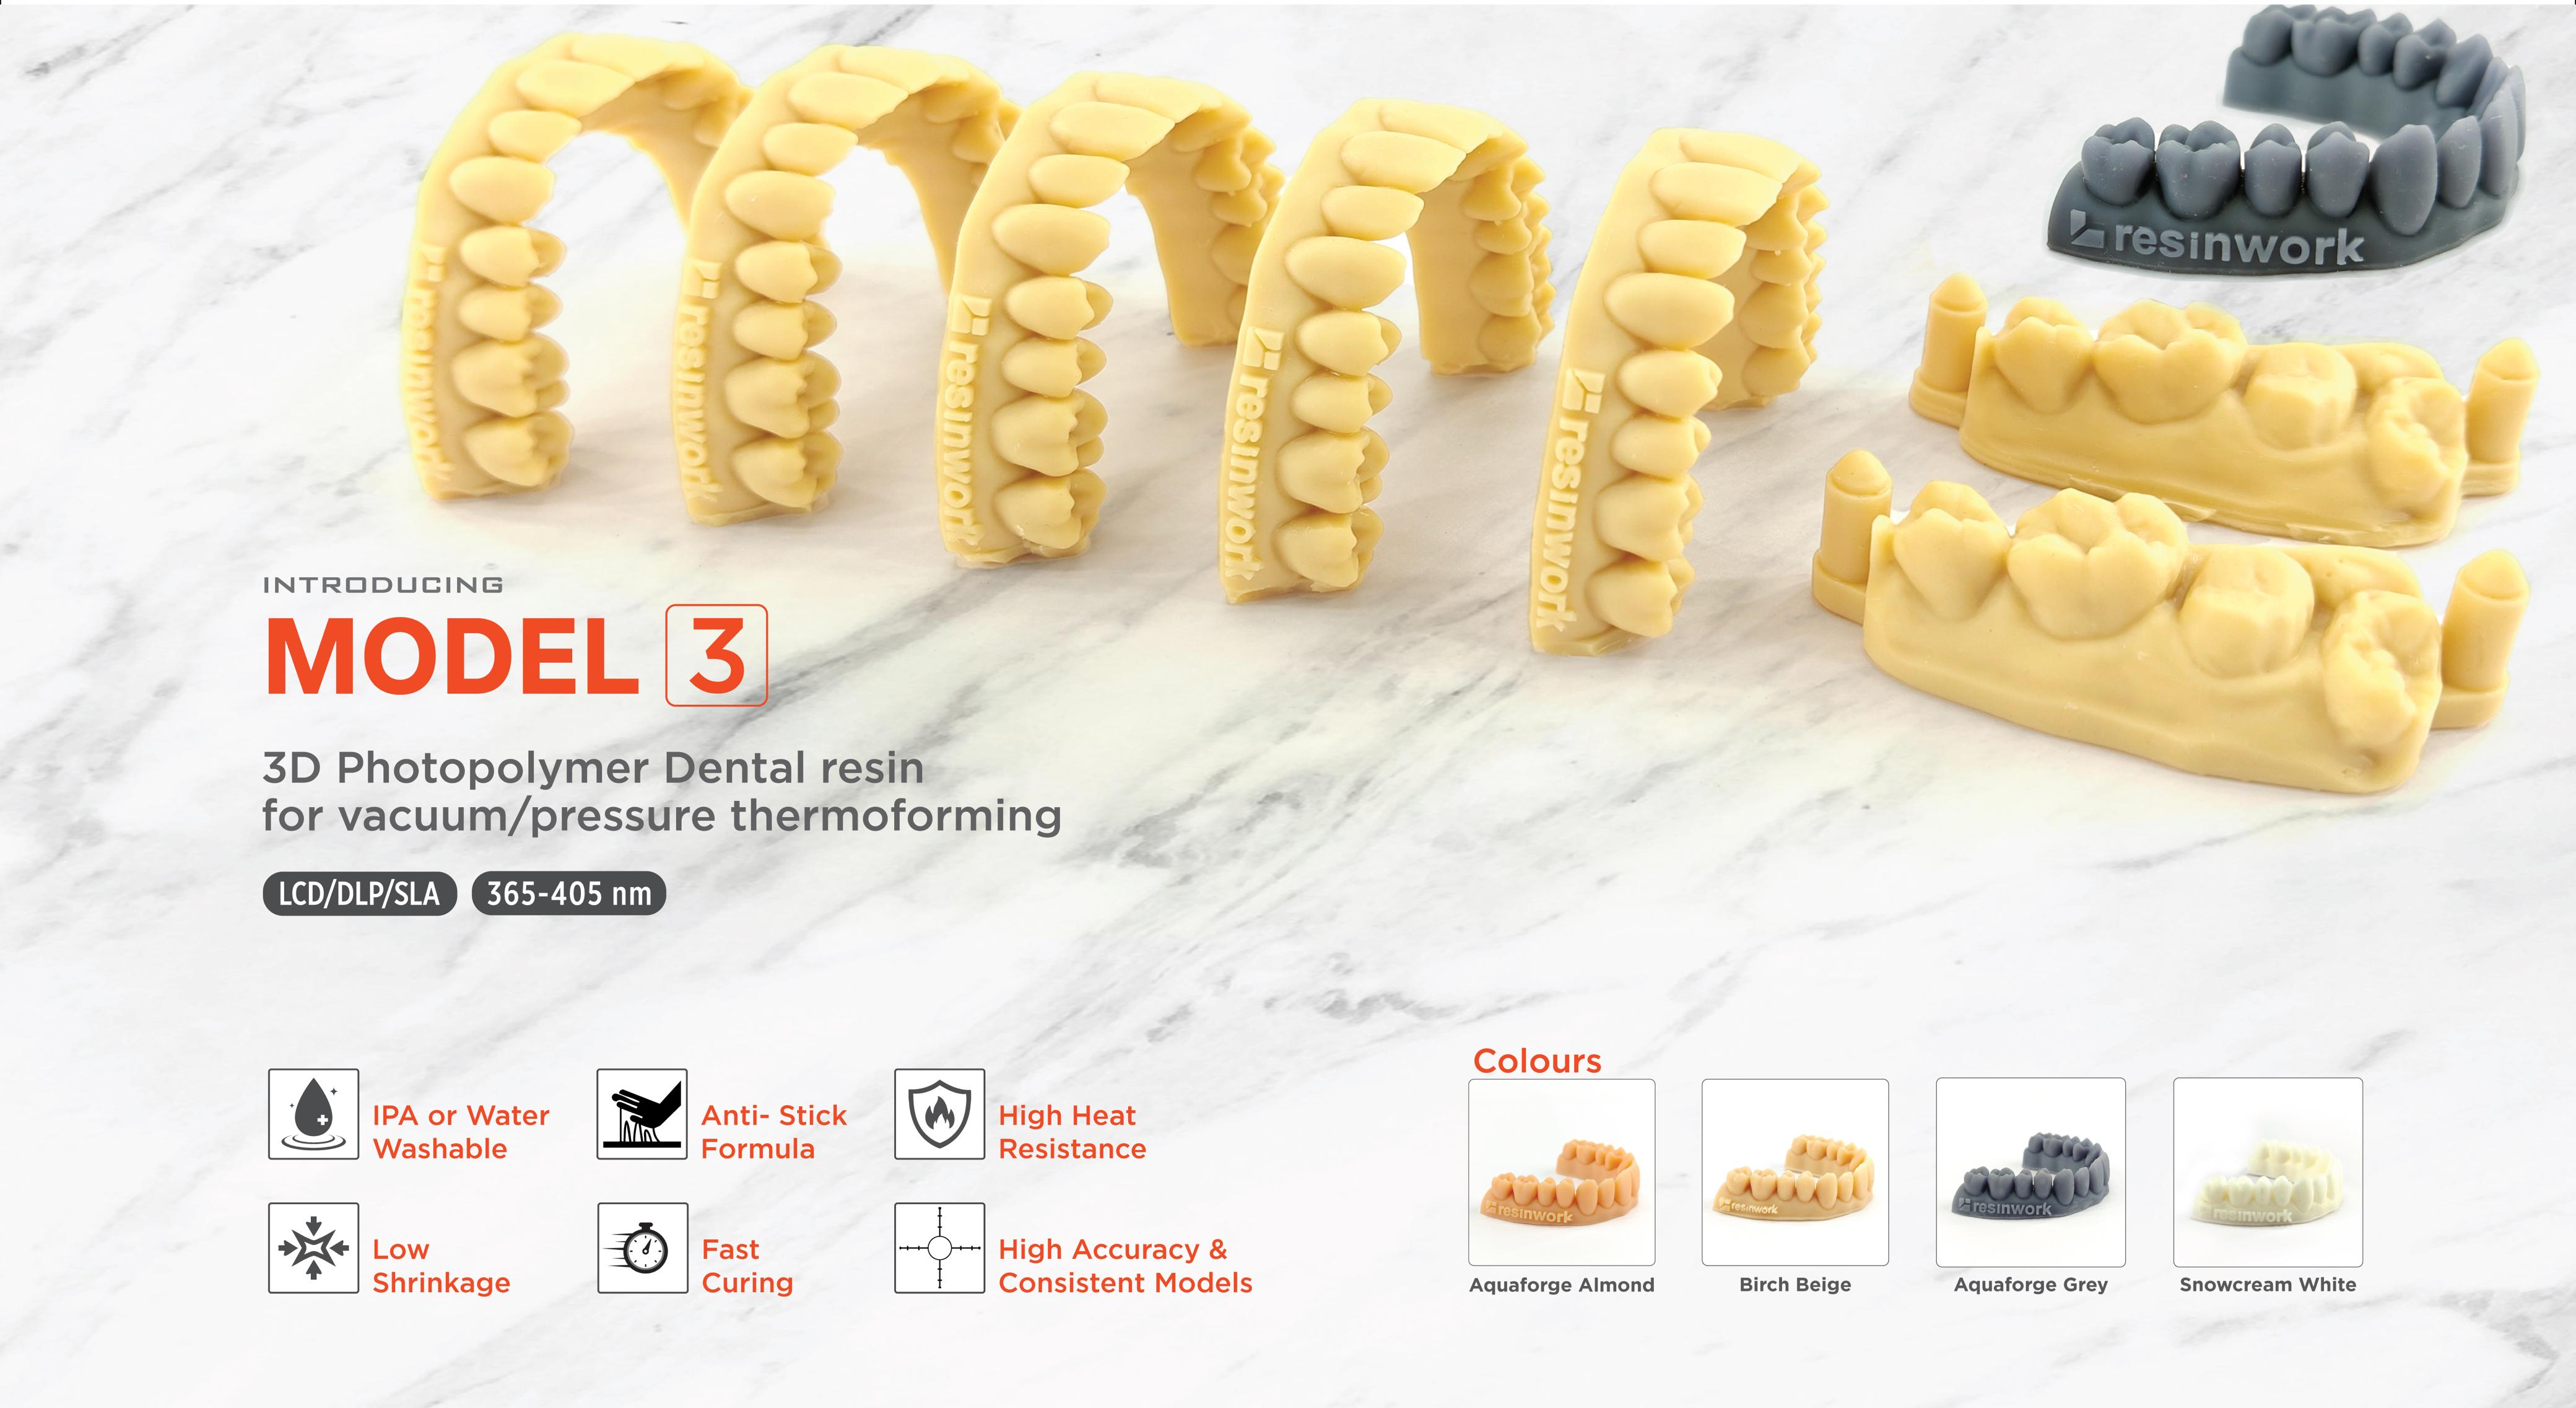 resinwork
resinwork
resinwork
resinwork
resinwork
resinwork
INTRODUCING
MODEL 3
3D Photopolymer Dental resin
for vacuum/pressure thermoforming
LCD/DLP/SLA
365-405 nm
IPA or Water
Washable
Anti- Stick
Formula
High Heat
Resistance
Low
Shrinkage
Fast
Curing
High Accuracy &
Consistent Models
Colours
resinwork
resinwork
resinwork
resinwork
Aquaforge Almond
Birch Beige
Aquaforge Grey
Snowcream White